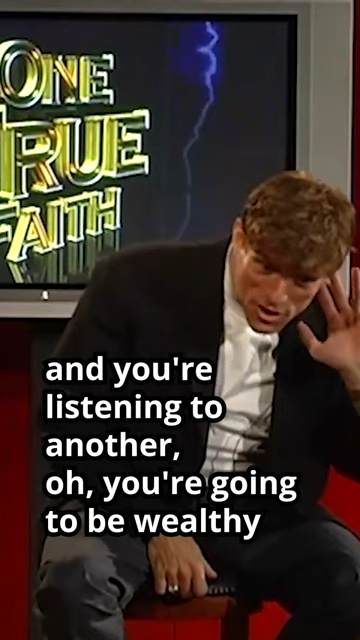 ONE
TRUE
FAITH
and you're
listening to
another,
oh, you're going
to be wealthy